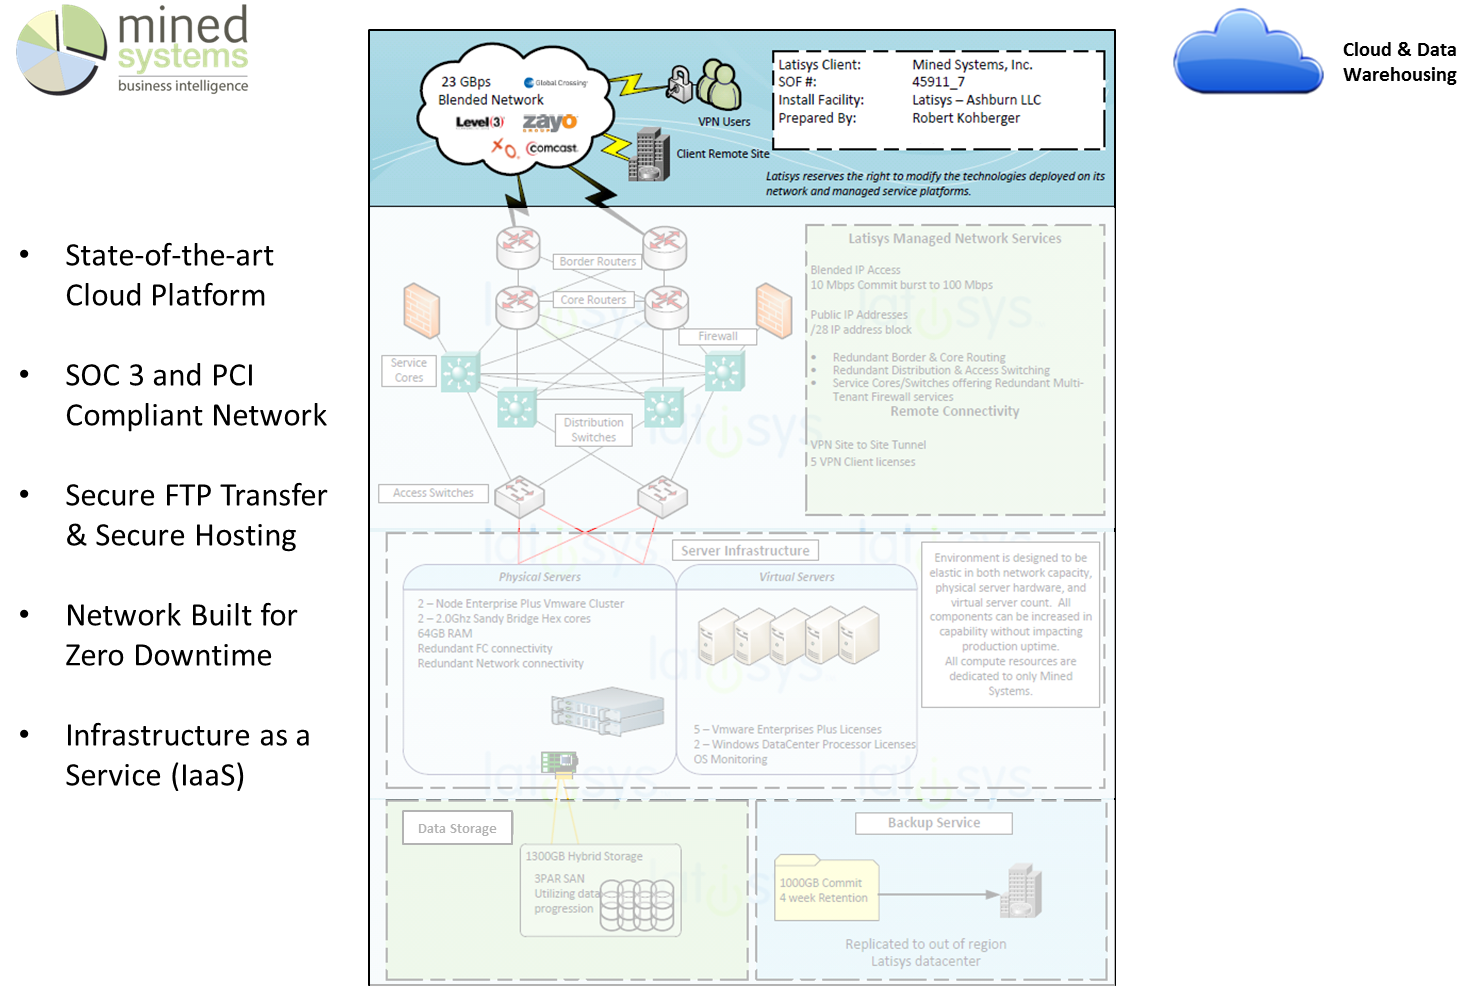 mined
systems
business intelligence
Cloud & Data
Warehousing
• State-of-the-art
Cloud Platform
• SOC 3 and PCI
Compliant Network
• Secure FTP Transfer
& Secure Hosting
• Network Built for
Zero Downtime
• Infrastructure as a
Service (IaaS)
23 GBps
Global Crossing
Blended Network
Level(3)
zayo
GROUP
XO
comcast
VPN Users
Client Remote Site
Latisys Client: Mined Systems, Inc.
SOF #: 45911_7
Install Facility: Latisys – Ashburn LLC
Prepared By: Robert Kohberger
Latisys reserves the right to modify the technologies deployed on its
network and managed service platforms.
Border Routers
Core Routers
Firewall
Service
Cores
Distribution
Switches
Access Switches
Latisys Managed Network Services
Blended IP Access
10 Mbps Commit burst to 100 Mbps
Public IP Addresses
/28 IP address block
• Redundant Border & Core Routing
• Redundant Distribution & Access Switching
• Service Cores/Switches offering Redundant Multi-
Tenant Firewall services
Remote Connectivity
VPN Site to Site Tunnel
5 VPN Client licenses
latisys
latisys
latisys
Server Infrastructure
Physical Servers
2 – Node Enterprise Plus Vmware Cluster
2 – 2.0Ghz Sandy Bridge Hex cores
64GB RAM
Redundant FC connectivity
Redundant Network connectivity
Virtual Servers
5 – Vmware Enterprises Plus Licenses
2 – Windows DataCenter Processor Licenses
OS Monitoring
Environment is designed to be
elastic in both network capacity,
physical server hardware, and
virtual server count. All
components can be increased in
capability without impacting
production uptime.
All compute resources are
dedicated to only Mined
Systems.
latisys
latisys
latisys
latisys
latisys
Data Storage
1300GB Hybrid Storage
3PAR SAN
Utilizing data
progression
latisys
Backup Service
1000GB Commit
4 week Retention
Replicated to out of region
Latisys datacenter